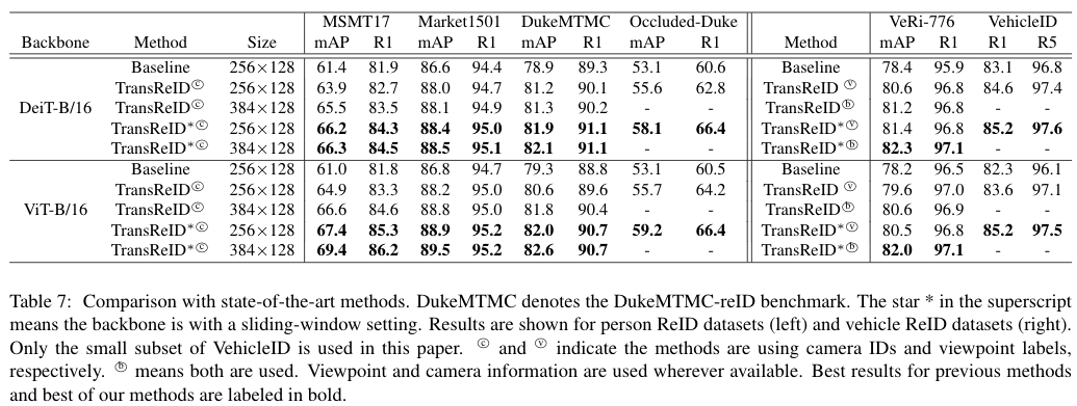 MSMT17 Market1501 DukeMTMC Occluded-Duke VeRi-776 VehicleID
Backbone Method Size mAP R1 mAP R1 mAP R1 mAP R1 Method mAP R1 R1 R5
Baseline 256×128 61.4 81.9 86.6 94.4 78.9 89.3 53.1 60.6 Baseline 78.4 95.9 83.1 96.8
TransReIDⓒ 256×128 63.9 82.7 88.0 94.7 81.2 90.1 55.6 62.8 TransReID ⓥ 80.6 96.8 84.6 97.4
DeiT-B/16 TransReIDⓒ 384×128 65.5 83.5 88.1 94.9 81.3 90.2 - - TransReIDⓑ 81.2 96.8 - -
TransReID*ⓒ 256×128 66.2 84.3 88.4 95.0 81.9 91.1 58.1 66.4 TransReID*ⓥ 81.4 96.8 85.2 97.6
TransReID*ⓒ 384×128 66.3 84.5 88.5 95.1 82.1 91.1 - - TransReID*ⓑ 82.3 97.1 - -
Baseline 256×128 61.0 81.8 86.8 94.7 79.3 88.8 53.1 60.5 Baseline 78.2 96.5 82.3 96.1
TransReIDⓒ 256×128 64.9 83.3 88.2 95.0 80.6 89.6 55.7 64.2 TransReID ⓥ 79.6 97.0 83.6 97.1
ViT-B/16 TransReIDⓒ 384×128 66.6 84.6 88.8 95.0 81.8 90.4 - - TransReIDⓑ 80.6 96.9 - -
TransReID*ⓒ 256×128 67.4 85.3 88.9 95.2 82.0 90.7 59.2 66.4 TransReID*ⓥ 80.5 96.8 85.2 97.5
TransReID*ⓒ 384×128 69.4 86.2 89.5 95.2 82.6 90.7 - - TransReID*ⓑ 82.0 97.1 - -
Table 7: Comparison with state-of-the-art methods. DukeMTMC denotes the DukeMTMC-reID benchmark. The star * in the superscript
means the backbone is with a sliding-window setting. Results are shown for person ReID datasets (left) and vehicle ReID datasets (right).
Only the small subset of VehicleID is used in this paper. ⓒ and ⓥ indicate the methods are using camera IDs and viewpoint labels,
respectively. ⓑ means both are used. Viewpoint and camera information are used wherever available. Best results for previous methods
and best of our methods are labeled in bold.